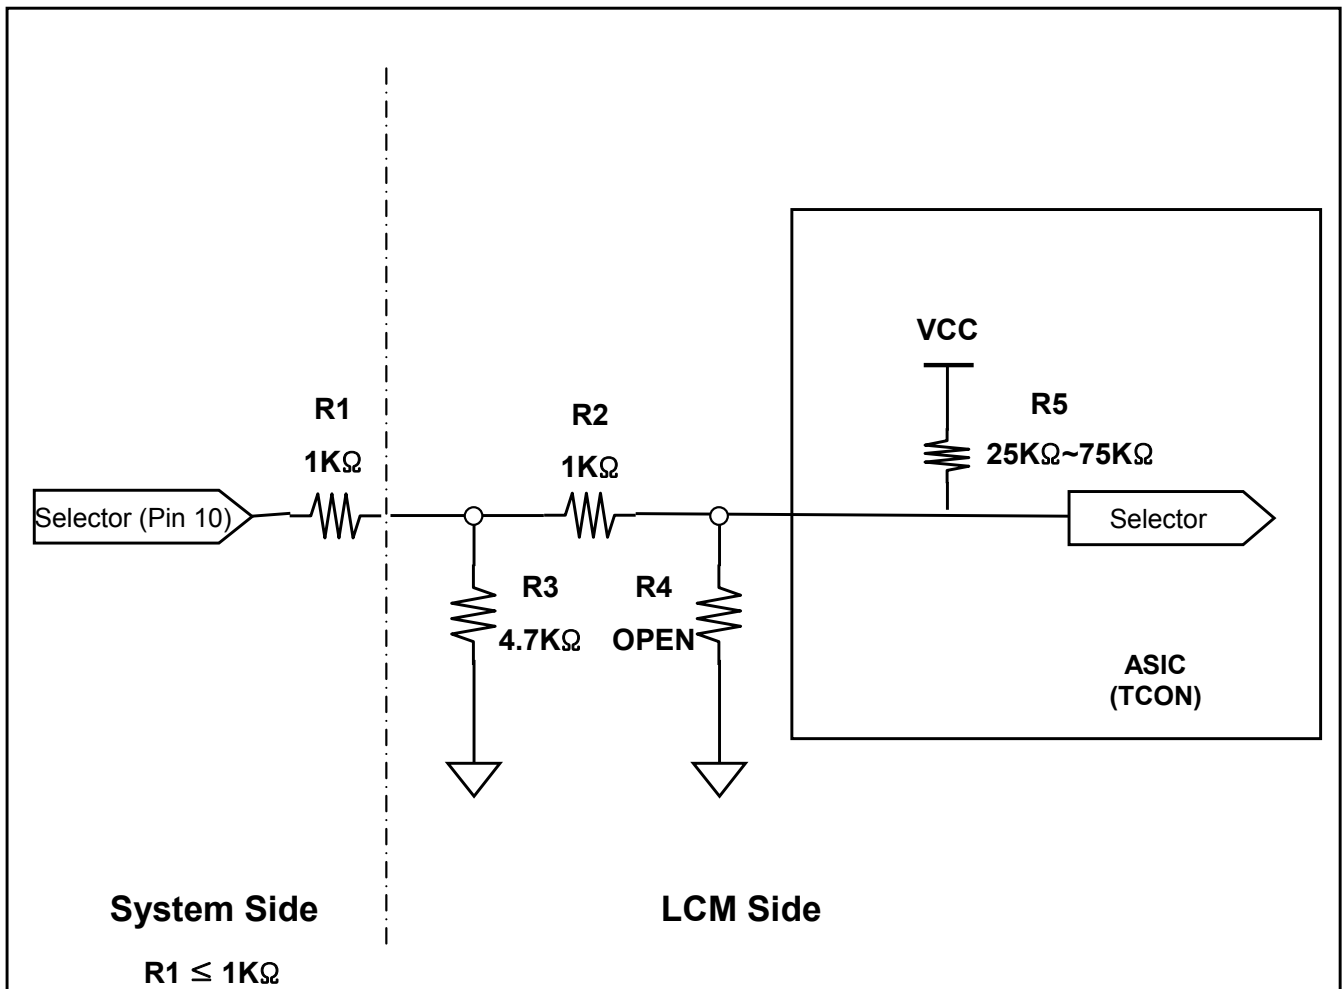 VCC
R1
1KΩ
R2
1KΩ
R5
25KΩ~75KΩ
Selector (Pin 10)
Selector
R3
4.7KΩ
R4
OPEN
ASIC
(TCON)
System Side
LCM Side
R1 ≤ 1KΩ